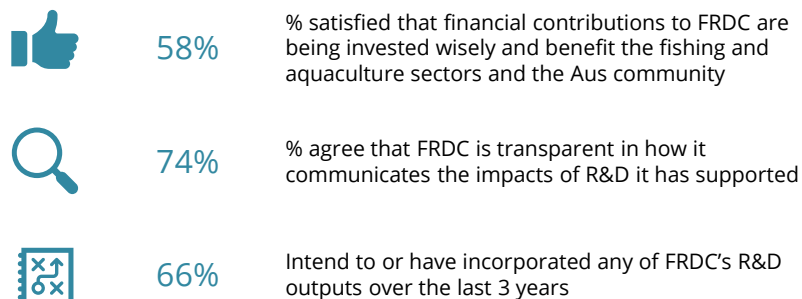 58%
% satisfied that financial contributions to FRDC are
being invested wisely and benefit the fishing and
aquaculture sectors and the Aus community
74%
% agree that FRDC is transparent in how it
communicates the impacts of R&D it has supported
66%
Intend to or have incorporated any of FRDC’s R&D
outputs over the last 3 years